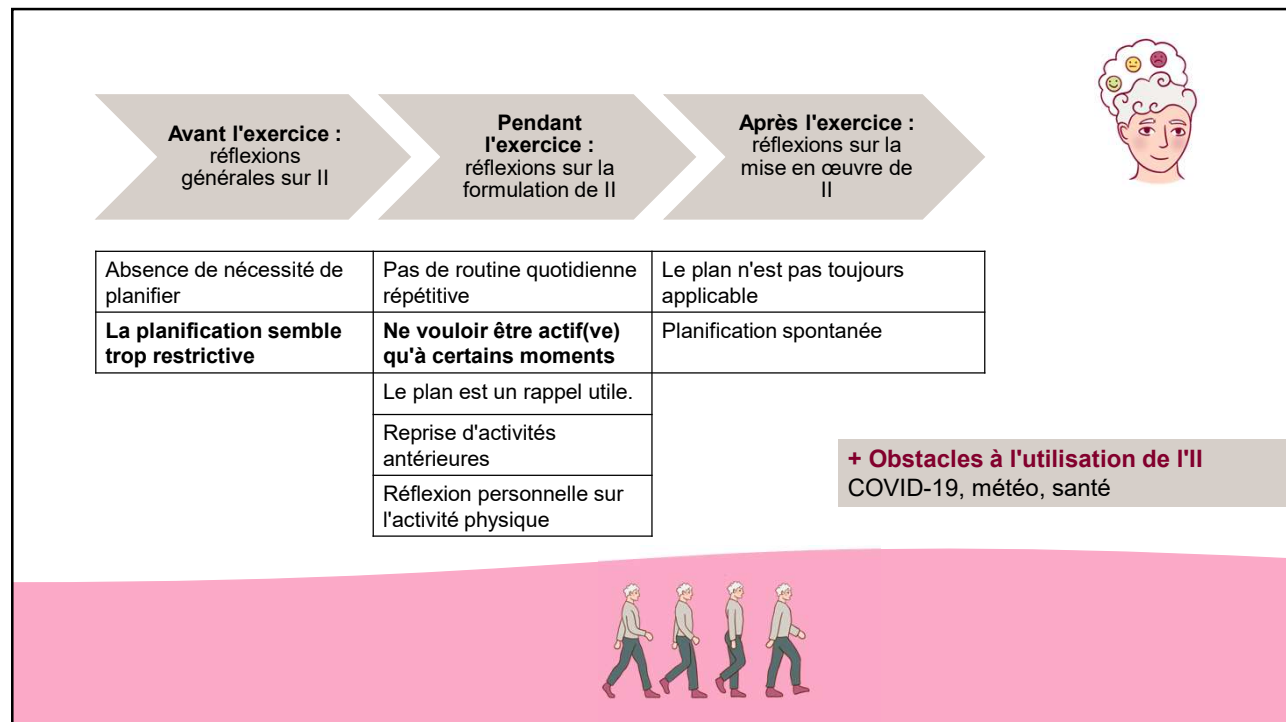 Avant l'exercice :
réflexions
générales sur II
Pendant
l'exercice :
réflexions sur la
formulation de II
Après l'exercice :
réflexions sur la
mise en œuvre de
II
Absence de nécessité de
planifier
Pas de routine quotidienne
répétitive
Le plan n'est pas toujours
applicable
La planification semble
trop restrictive
Ne vouloir être actif(ve)
qu'à certains moments
Planification spontanée
Le plan est un rappel utile.
Reprise d'activités
antérieures
Réflexion personnelle sur
l'activité physique
+ Obstacles à l'utilisation de l'II
COVID-19, météo, santé